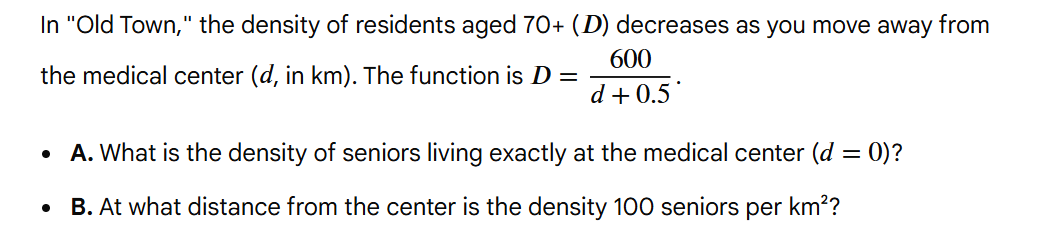 In "Old Town," the density of residents aged 70+ (D) decreases as you move away from
the medical center (d, in km). The function is D = 600 / (d + 0.5).
• A. What is the density of seniors living exactly at the medical center (d = 0)?
• B. At what distance from the center is the density 100 seniors per km²?